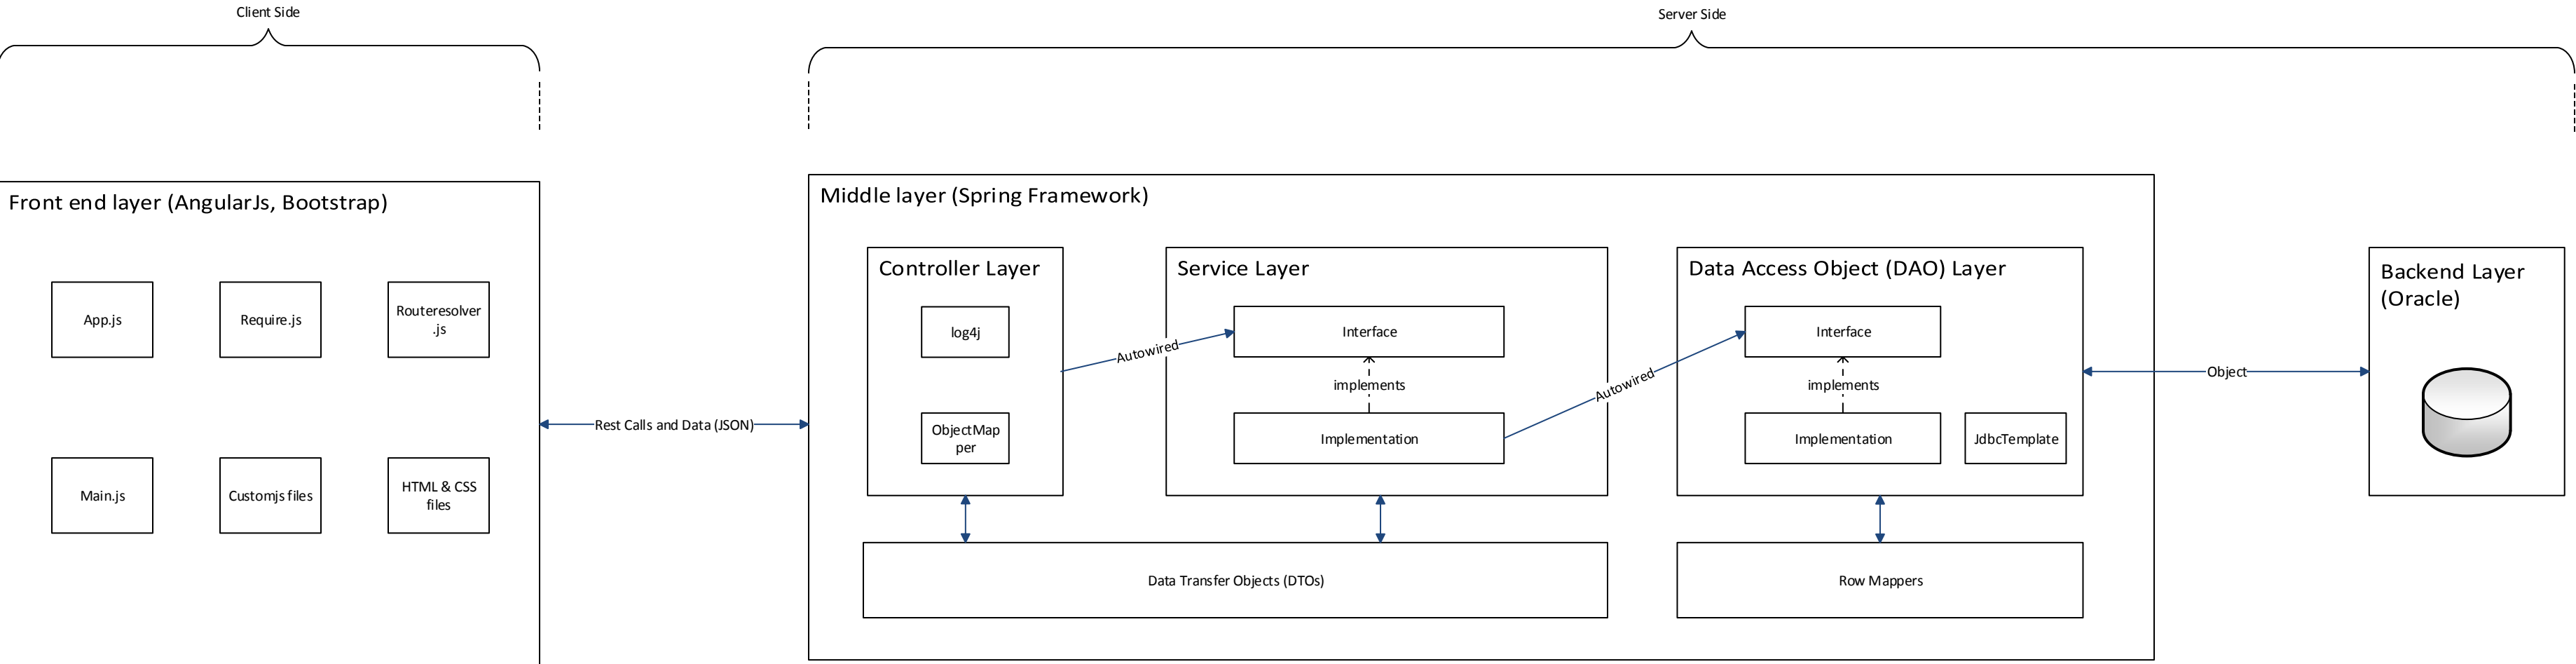 Client Side
Server Side
Front end layer (AngularJs, Bootstrap)
App.js
Require.js
Routeresolver
.js
Main.js
Customjs files
HTML & CSS
files
Rest Calls and Data (JSON)
Middle layer (Spring Framework)
Controller Layer
log4j
ObjectMap
per
Autowired
Service Layer
Interface
implements
Implementation
Autowired
Data Access Object (DAO) Layer
Interface
implements
Implementation
JdbcTemplate
Data Transfer Objects (DTOs)
Row Mappers
Object
Backend Layer
(Oracle)